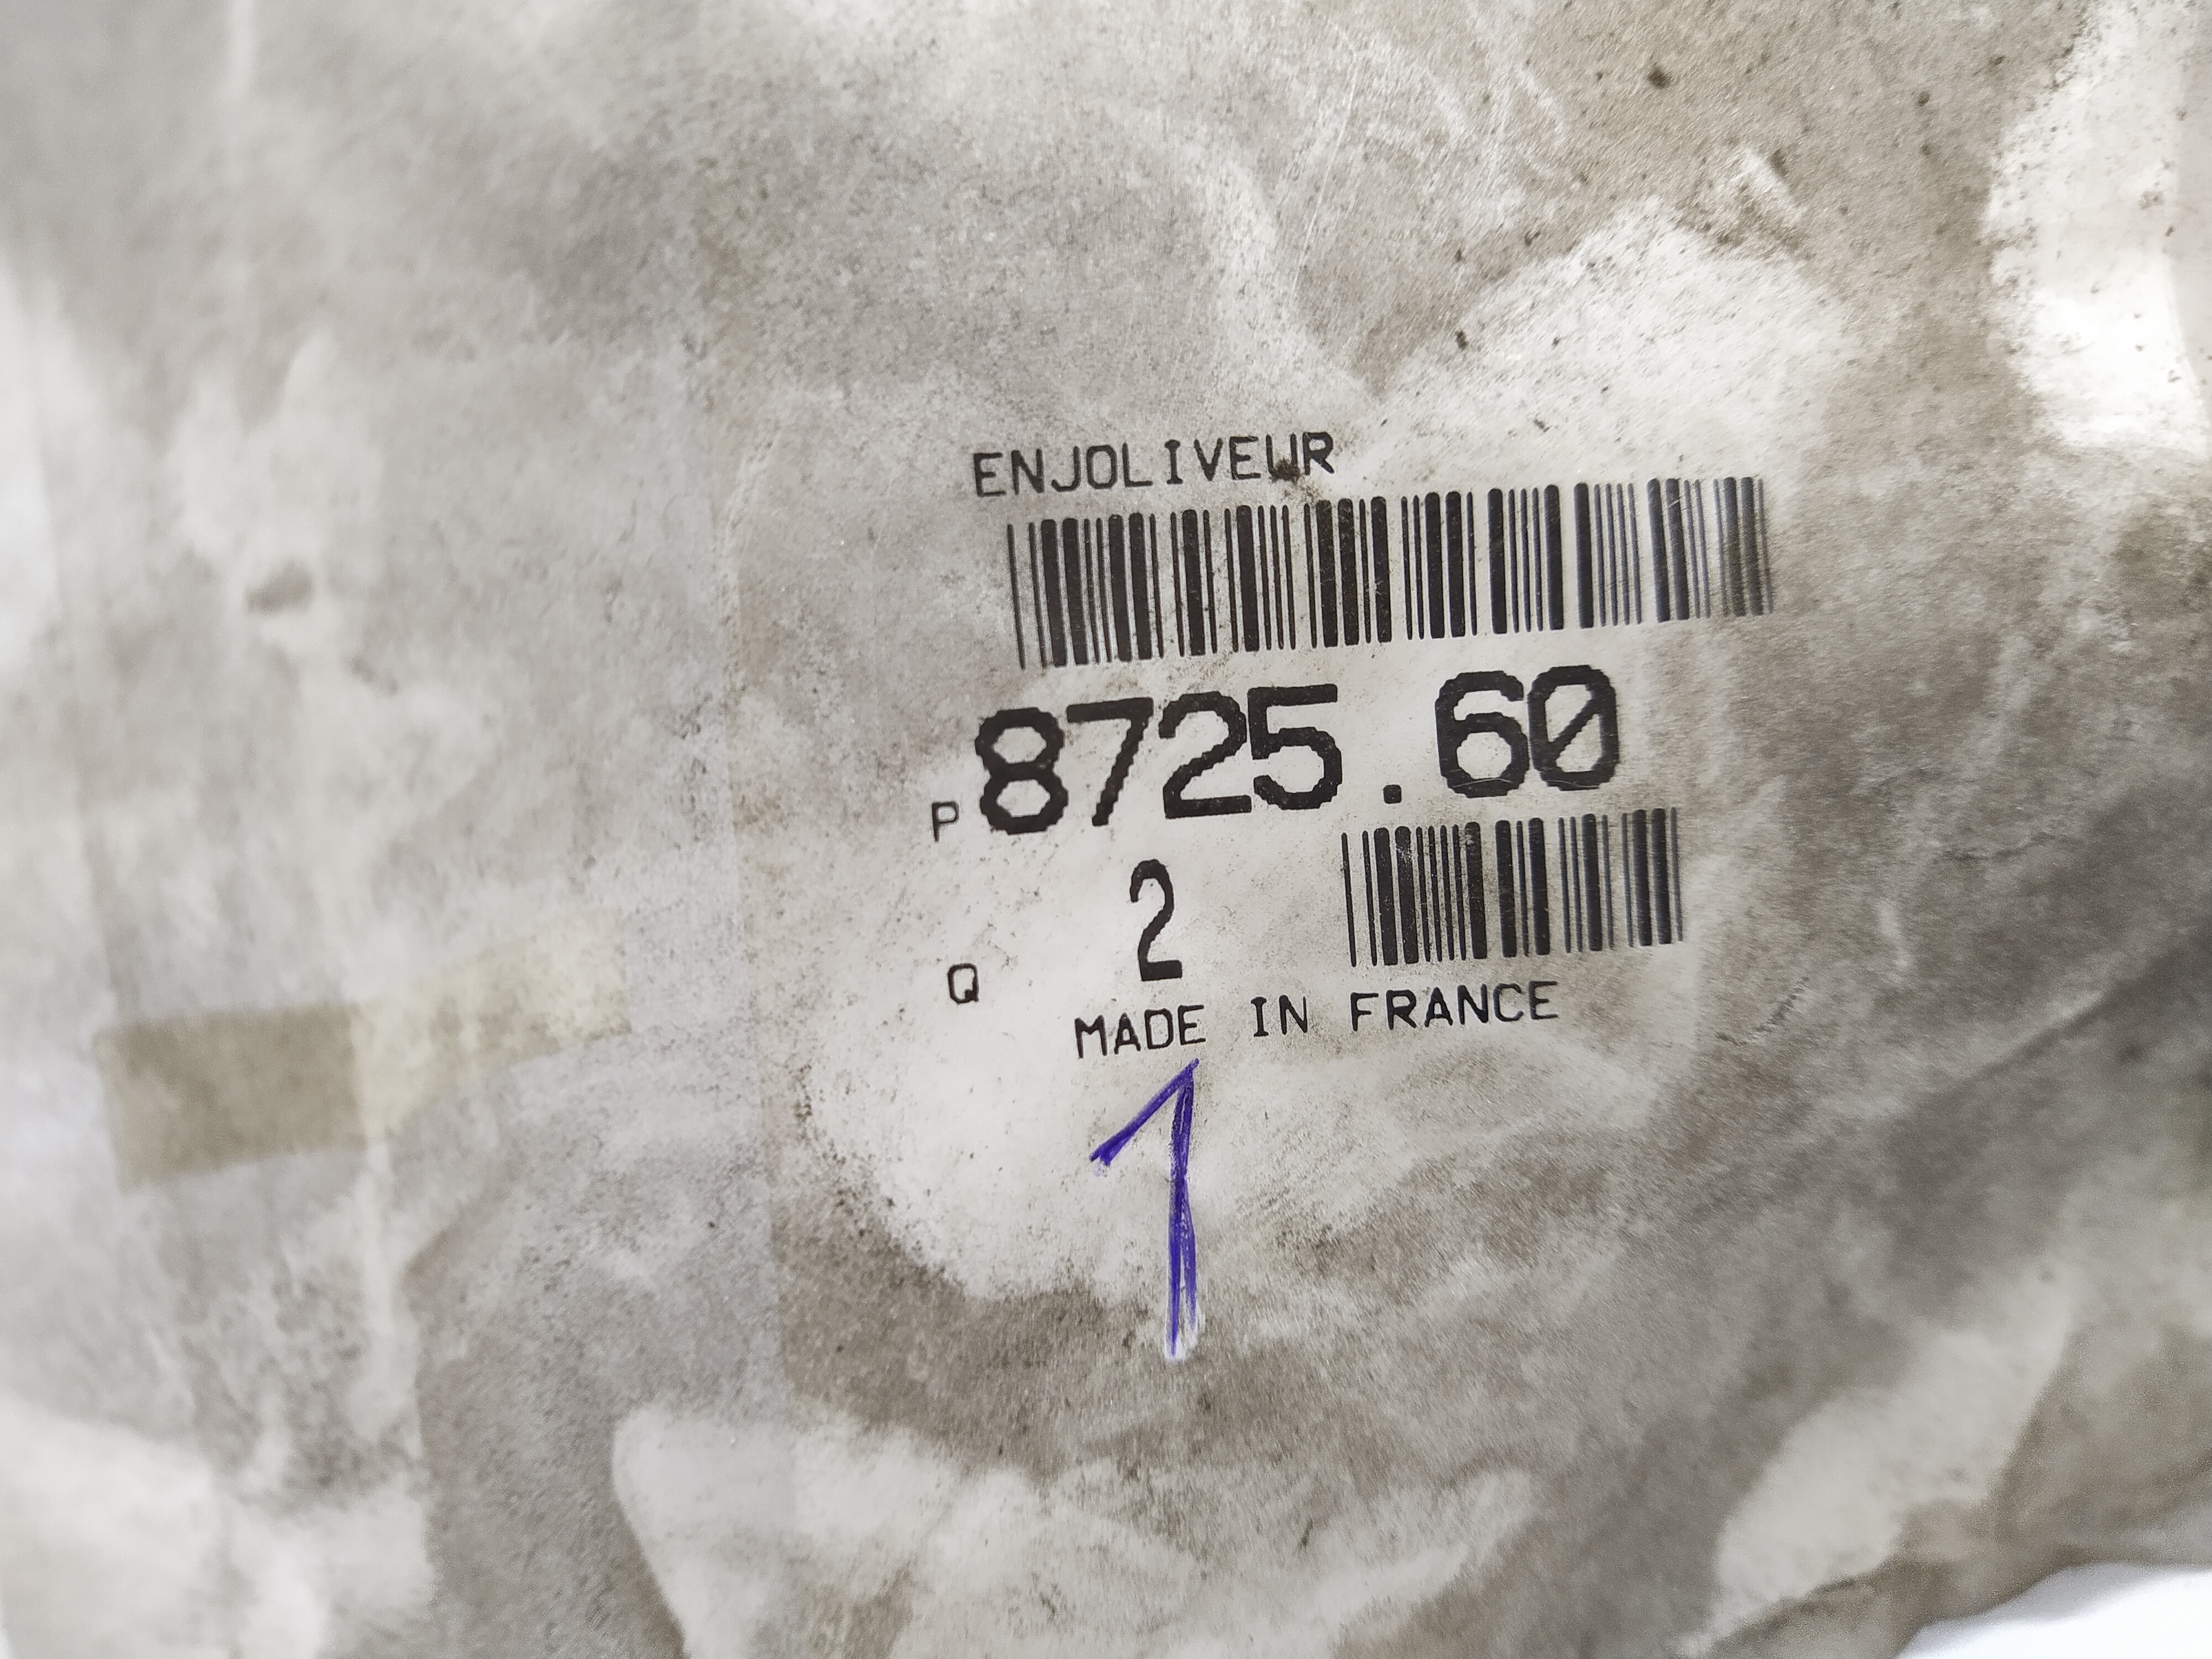 ENJOLIVEUR
P 8725.60
Q 2
MADE IN FRANCE
1